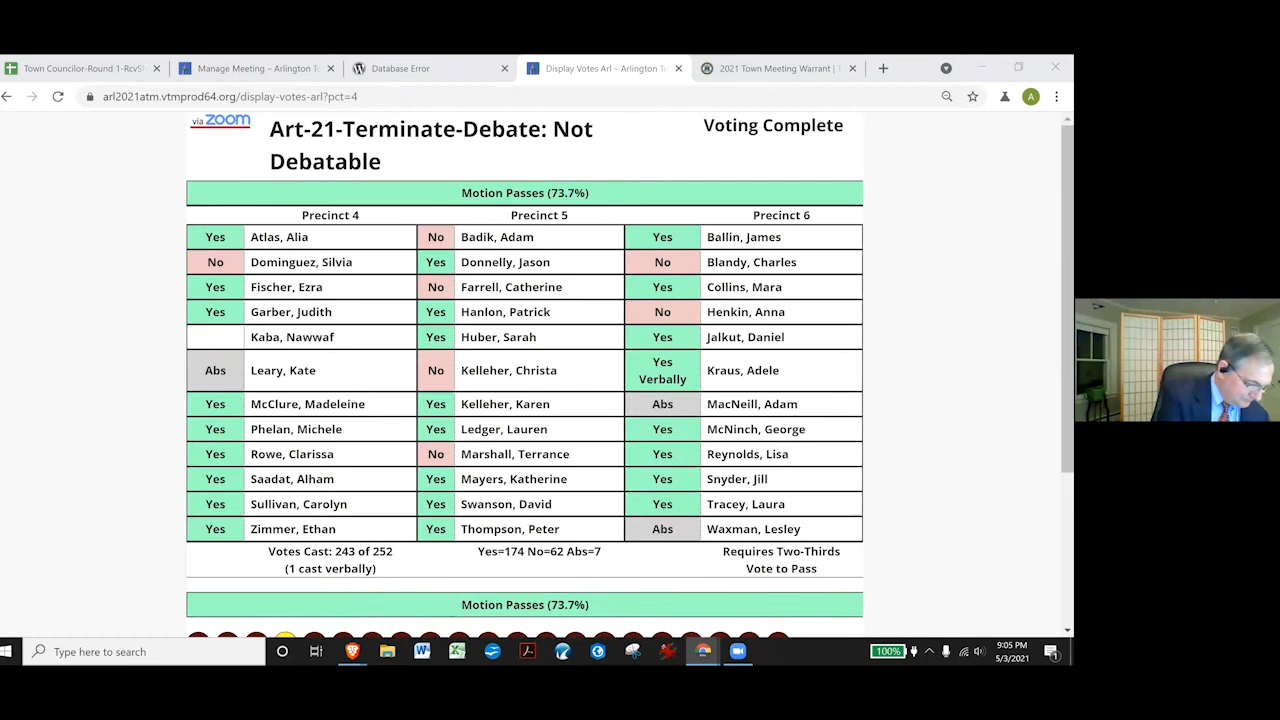 Town Councilor-Round 1-RcvSh
Manage Meeting – Arlington T
Database Error
Display Votes Arl – Arlington T
2021 Town Meeting Warrant | T
arl2021atm.vtmprod64.org/display-votes-arl?pct=4
A
via zoom
Art-21-Terminate-Debate: Not
Debatable
Voting Complete
Motion Passes (73.7%)
Precinct 4 Precinct 5 Precinct 6
Yes Atlas, Alia No Badik, Adam Yes Ballin, James
No Dominguez, Silvia Yes Donnelly, Jason No Blandy, Charles
Yes Fischer, Ezra No Farrell, Catherine Yes Collins, Mara
Yes Garber, Judith Yes Hanlon, Patrick No Henkin, Anna
Kaba, Nawwaf Yes Huber, Sarah Yes Jalkut, Daniel
Abs Leary, Kate No Kelleher, Christa Yes Verbally Kraus, Adele
Yes McClure, Madeleine Yes Kelleher, Karen Abs MacNeill, Adam
Yes Phelan, Michele Yes Ledger, Lauren Yes McNinch, George
Yes Rowe, Clarissa No Marshall, Terrance Yes Reynolds, Lisa
Yes Saadat, Alham Yes Mayers, Katherine Yes Snyder, Jill
Yes Sullivan, Carolyn Yes Swanson, David Yes Tracey, Laura
Yes Zimmer, Ethan Yes Thompson, Peter Abs Waxman, Lesley
Votes Cast: 243 of 252 Yes=174 No=62 Abs=7 Requires Two-Thirds
(1 cast verbally) Vote to Pass
Motion Passes (73.7%)
Type here to search
100%
9:05 PM
5/3/2021